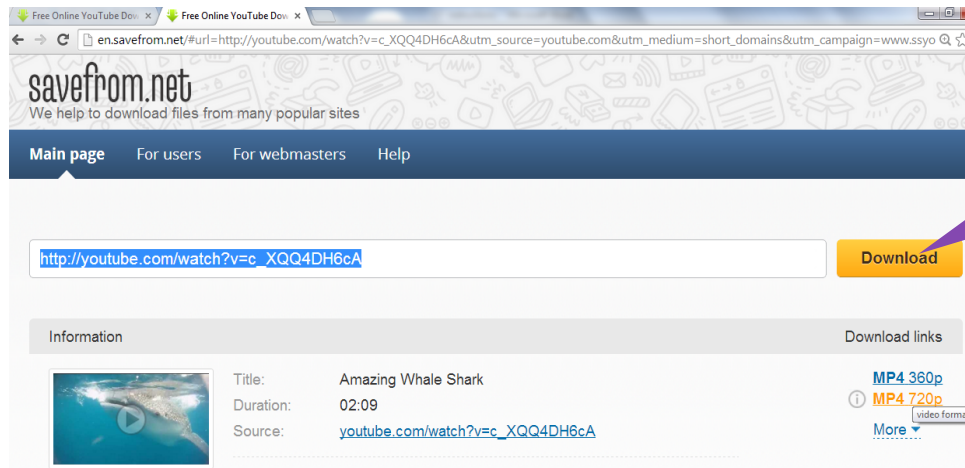 Free Online YouTube Dow
Free Online YouTube Dow
en.savefrom.net/#url=http://youtube.com/watch?v=c_XQQ4DH6cA&utm_source=youtube.com&utm_medium=short_domains&utm_campaign=www.ssyo
savefrom.net
We help to download files from many popular sites
Main page For users For webmasters Help
http://youtube.com/watch?v=c_XQQ4DH6cA Download
Information Download links
Title: Amazing Whale Shark MP4 360p
Duration: 02:09 MP4 720p
video forma
Source: youtube.com/watch?v=c_XQQ4DH6cA More